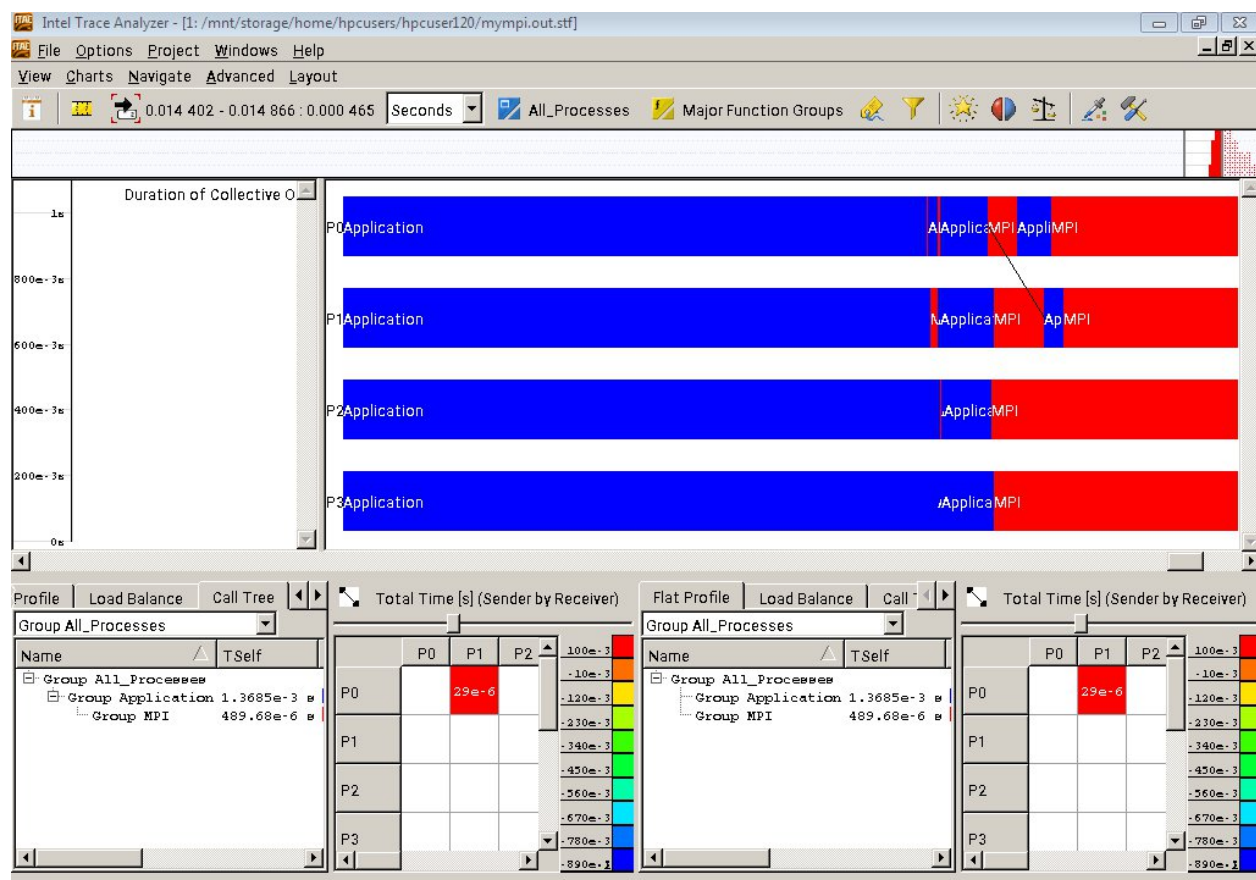 Intel Trace Analyzer - [1: /mnt/storage/home/hpcusers/hpcuser120/mympi.out.stf]
File Options Project Windows Help
View Charts Navigate Advanced Layout
0.014 402 - 0.014 866 : 0.000 465 Seconds All_Processes Major Function Groups
Duration of Collective O
1s
800e-3s
600e-3s
400e-3s
200e-3s
0s
P0 Application A Applica MPI Appli MPI
P1 Application Applica MPI Ap MPI
P2 Application Applica MPI
P3 Application Applica MPI
Profile Load Balance Call Tree
Group All_Processes
Name TSelf
Group All_Processes
Group Application 1.3685e-3 s
Group MPI 489.68e-6 s
Total Time [s] (Sender by Receiver)
P0 P1 P2
P0 29e-6
P1
P2
P3
100e-3
-10e-3
-120e-3
-230e-3
-340e-3
-450e-3
-560e-3
-670e-3
-780e-3
Flat Profile Load Balance Call
Group All_Processes
Name TSelf
Group All_Processes
Group Application 1.3685e-3 s
Group MPI 489.68e-6 s
Total Time [s] (Sender by Receiver)
P0 P1 P2
P0 29e-6
P1
P2
P3
100e-3
-10e-3
-120e-3
-230e-3
-340e-3
-450e-3
-560e-3
-670e-3
-780e-3